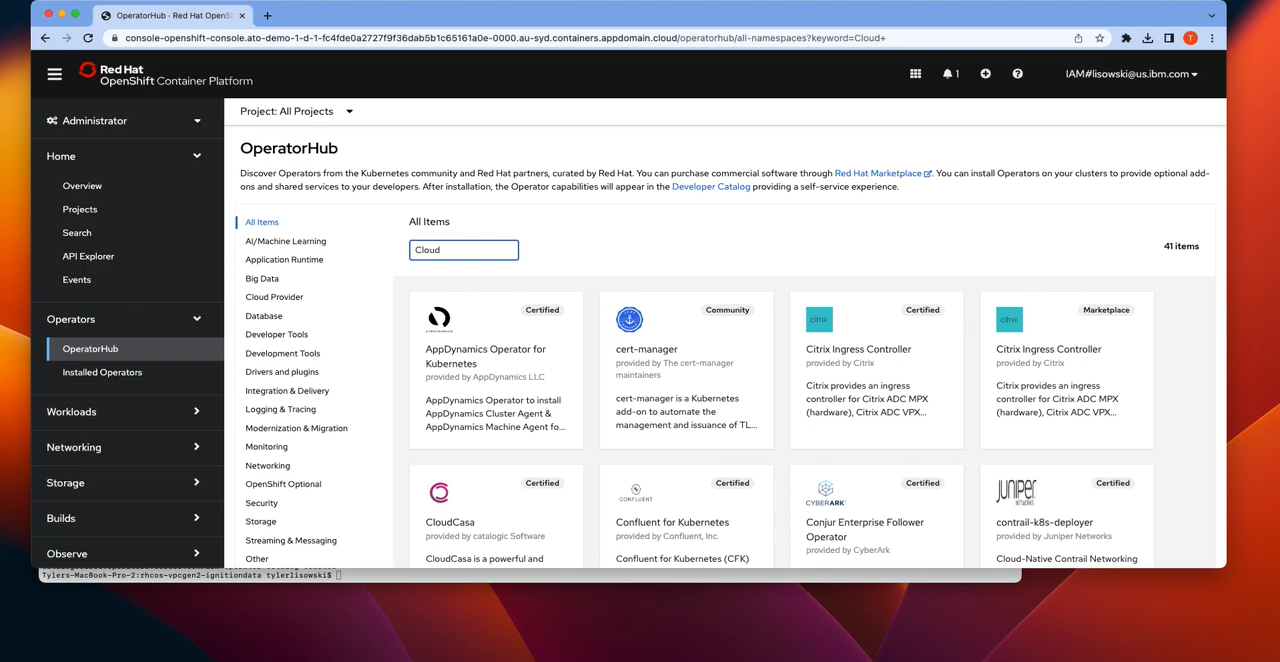 OperatorHub · Red Hat OpenS
console-openshift-console.ato-demo-1-d-1-fc4fde0a2727f9f36dab5b1c65161a0e-0000.au-syd.containers.appdomain.cloud/operatorhub/all-namespaces?keyword=Cloud+
T
Red Hat
OpenShift Container Platform
1
IAM#lisowski@us.ibm.com
Administrator
Home
Overview
Projects
Search
API Explorer
Events
Operators
OperatorHub
Installed Operators
Workloads
Networking
Storage
Builds
Observe
Project: All Projects
OperatorHub
Discover Operators from the Kubernetes community and Red Hat partners, curated by Red Hat. You can purchase commercial software through Red Hat Marketplace. You can install Operators on your clusters to provide optional add-
ons and shared services to your developers. After installation, the Operator capabilities will appear in the Developer Catalog providing a self-service experience.
All Items
AI/Machine Learning
Application Runtime
Big Data
Cloud Provider
Database
Developer Tools
Development Tools
Drivers and plugins
Integration & Delivery
Logging & Tracing
Modernization & Migration
Monitoring
Networking
OpenShift Optional
Security
Storage
Streaming & Messaging
Other
All Items
Cloud
41 items
APPDYNAMICS
Certified
AppDynamics Operator for
Kubernetes
provided by AppDynamics LLC
AppDynamics Operator to install
AppDynamics Cluster Agent &
AppDynamics Machine Agent fo...
Community
cert-manager
provided by The cert-manager
maintainers
cert-manager is a Kubernetes
add-on to automate the
management and issuance of TL...
citrix
Certified
Citrix Ingress Controller
provided by Citrix
Citrix provides an ingress
controller for Citrix ADC MPX
(hardware), Citrix ADC VPX...
citrix
Marketplace
Citrix Ingress Controller
provided by Citrix
Citrix provides an ingress
controller for Citrix ADC MPX
(hardware), Citrix ADC VPX...
Certified
CloudCasa
provided by catalogic Software
CloudCasa is a powerful and
CONFLUENT
Certified
Confluent for Kubernetes
provided by Confluent, Inc.
Confluent for Kubernetes (CFK)
CYBERARK
Certified
Conjur Enterprise Follower
Operator
provided by CyberArk
JUNIPER
NETWORKS
Certified
contrail-k8s-deployer
provided by Juniper Networks
Cloud-Native Contrail Networking
Tylers-MacBook-Pro-2:rhcos-vpcgen2-ignitiondata tylerlisowski$